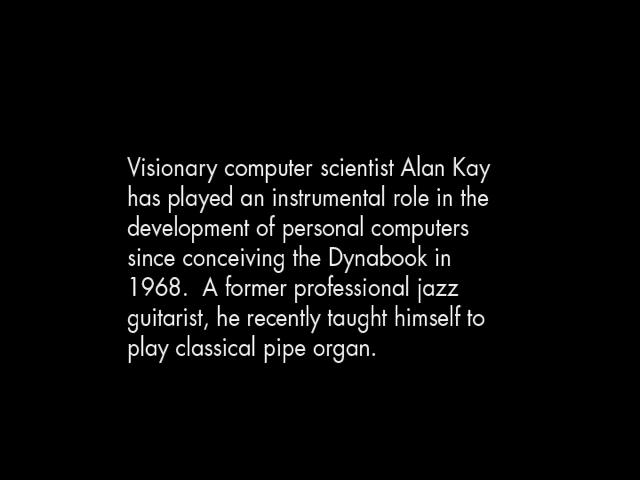 Visionary computer scientist Alan Kay
has played an instrumental role in the
development of personal computers
since conceiving the Dynabook in
1968.  A former professional jazz
guitarist, he recently taught himself to
play classical pipe organ.